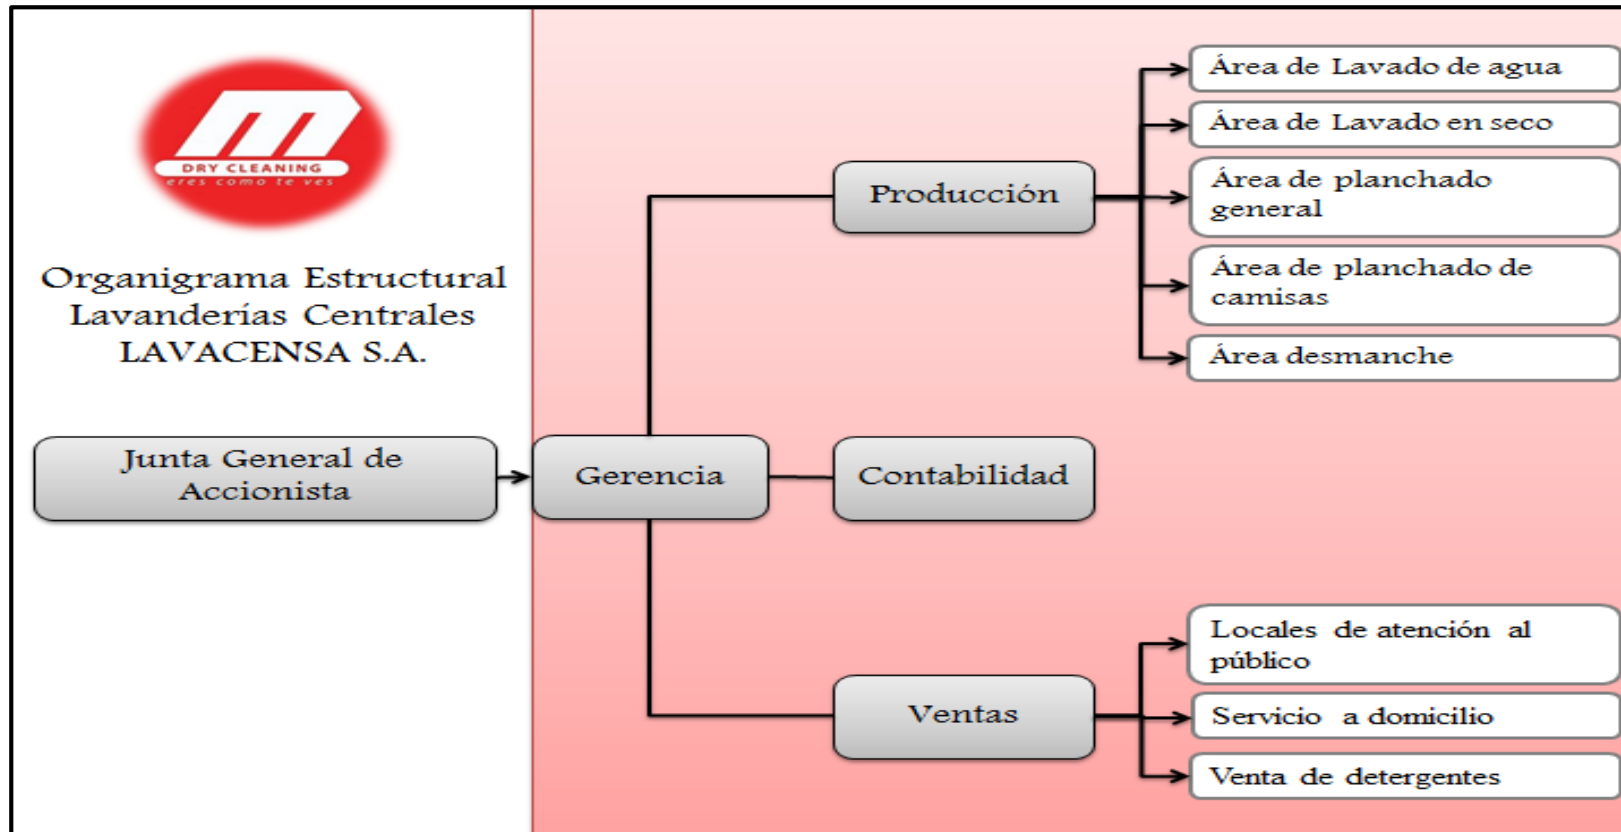 m
DRY CLEANING
eres como te ves
Organigrama Estructural
Lavanderías Centrales
LAVACENSA S.A.
Junta General de
Accionista
Gerencia
Producción
Contabilidad
Ventas
Área de Lavado de agua
Área de Lavado en seco
Área de planchado
general
Área de planchado de
camisas
Área desmanche
Locales de atención al
público
Servicio a domicilio
Venta de detergentes